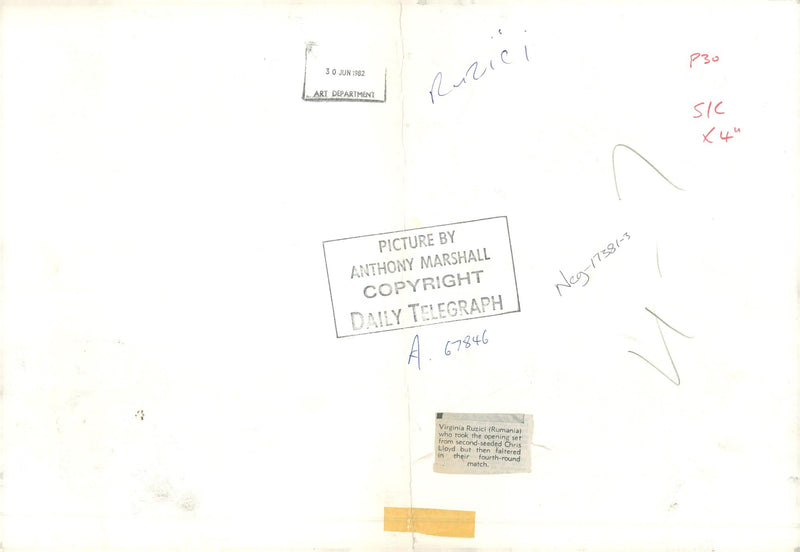 30 JUN 1982
ART DEPARTMENT
Ruzici
P30
S/C
X 4"
PICTURE BY
ANTHONY MARSHALL
COPYRIGHT
DAILY TELEGRAPH
Neg-17381-3
A. 67846
Virginia Ruzici (Rumania)
who took the opening set
from second-seeded Chris
Lloyd but then faltered
in their fourth-round
match.